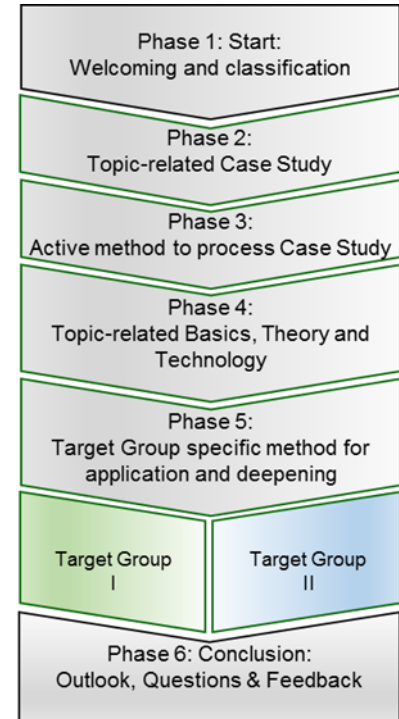 Phase 1: Start:
Welcoming and classification
Phase 2:
Topic-related Case Study
Phase 3:
Active method to process Case Study
Phase 4:
Topic-related Basics, Theory and
Technology
Phase 5:
Target Group specific method for
application and deepening
Target Group
I
Target Group
II
Phase 6: Conclusion:
Outlook, Questions & Feedback